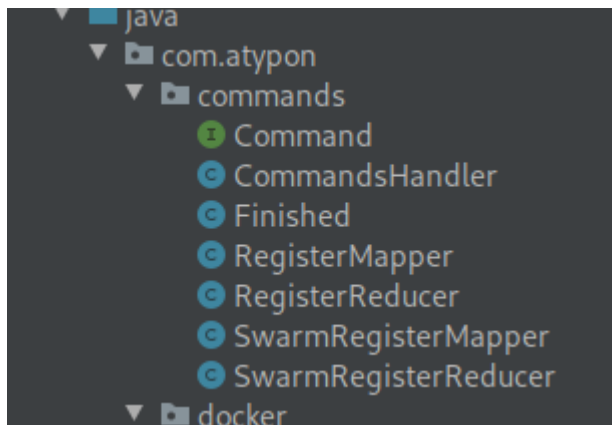 java
com.atypon
commands
I Command
C CommandsHandler
C Finished
C RegisterMapper
C RegisterReducer
C SwarmRegisterMapper
C SwarmRegisterReducer
docker